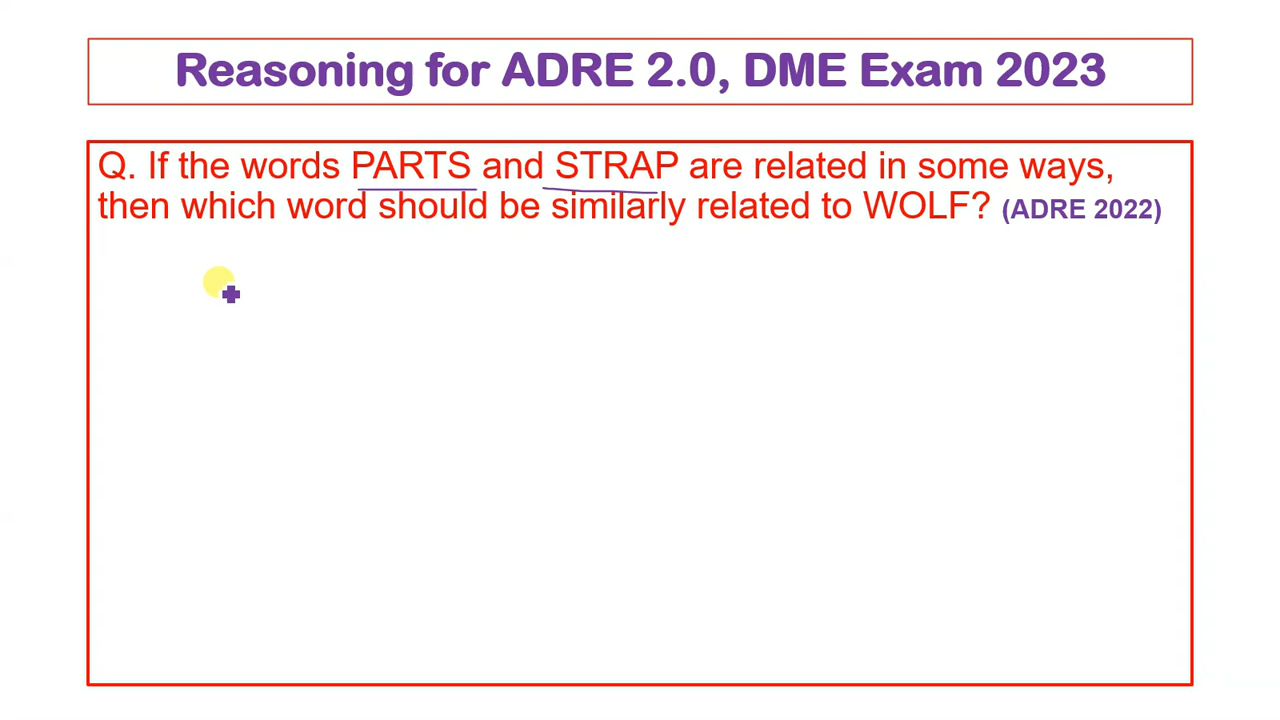 Reasoning for ADRE 2.0, DME Exam 2023
Q. If the words PARTS and STRAP are related in some ways,
then which word should be similarly related to WOLF? (ADRE 2022)